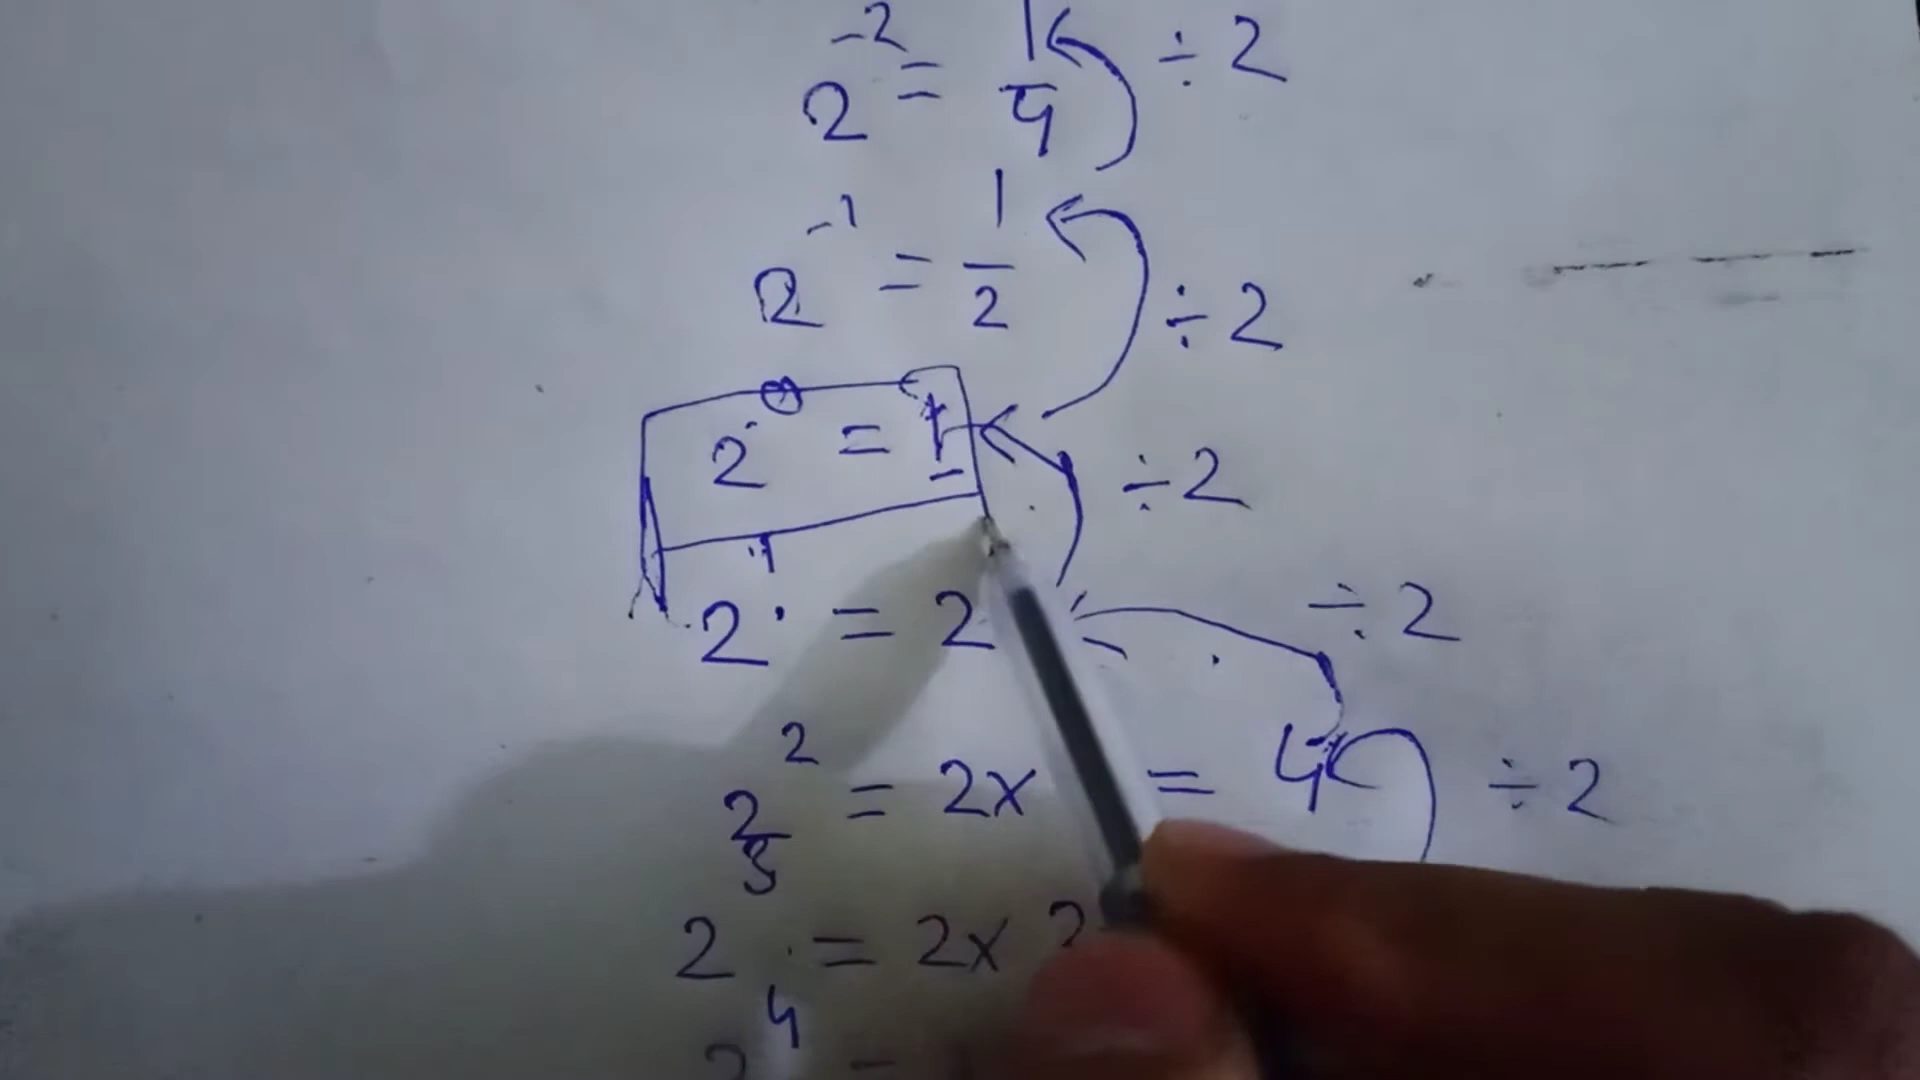 2⁻² = 1/4 ÷2
2⁻¹ = 1/2 ÷2
2⁰ = 1 ÷2
2¹ = 2 ÷2
2² = 2x = 4 ÷2
2³ = 2x 2
2⁴ =